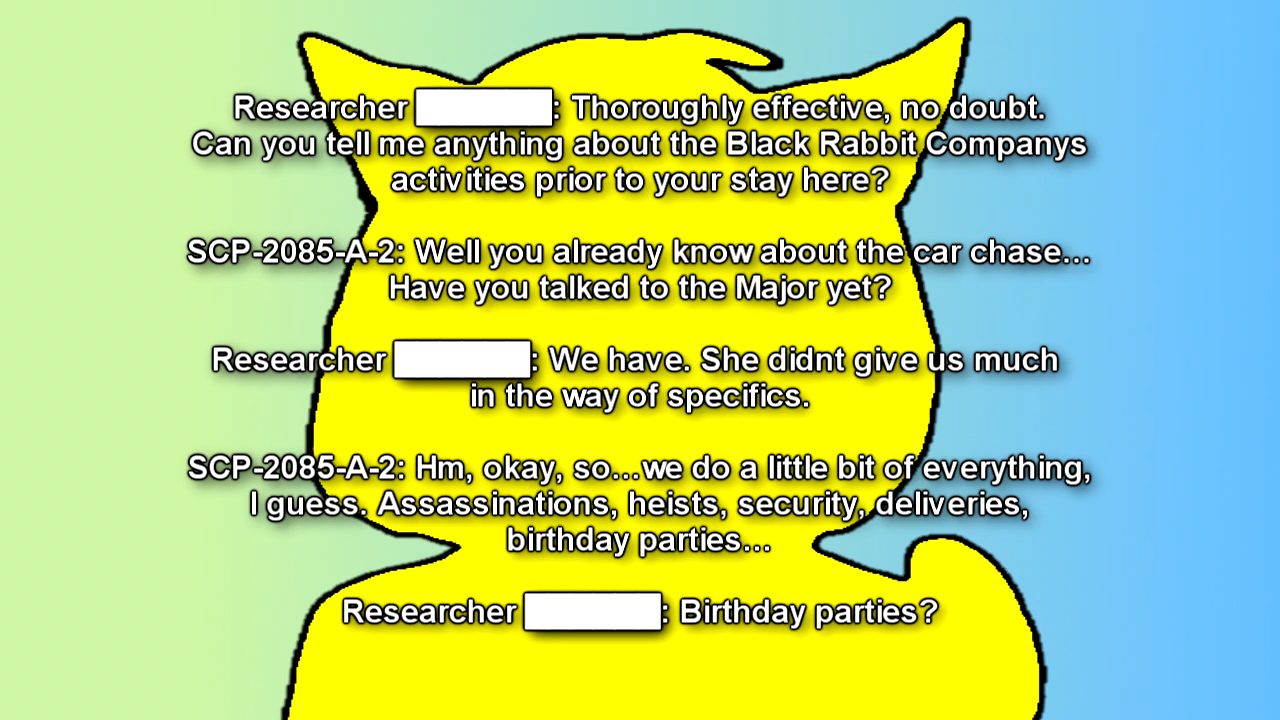 Researcher : Thoroughly effective, no doubt.
Can you tell me anything about the Black Rabbit Companys
activities prior to your stay here?
SCP-2085-A-2: Well you already know about the car chase...
Have you talked to the Major yet?
Researcher : We have. She didnt give us much
in the way of specifics.
SCP-2085-A-2: Hm, okay, so...we do a little bit of everything,
I guess. Assassinations, heists, security, deliveries,
birthday parties...
Researcher : Birthday parties?